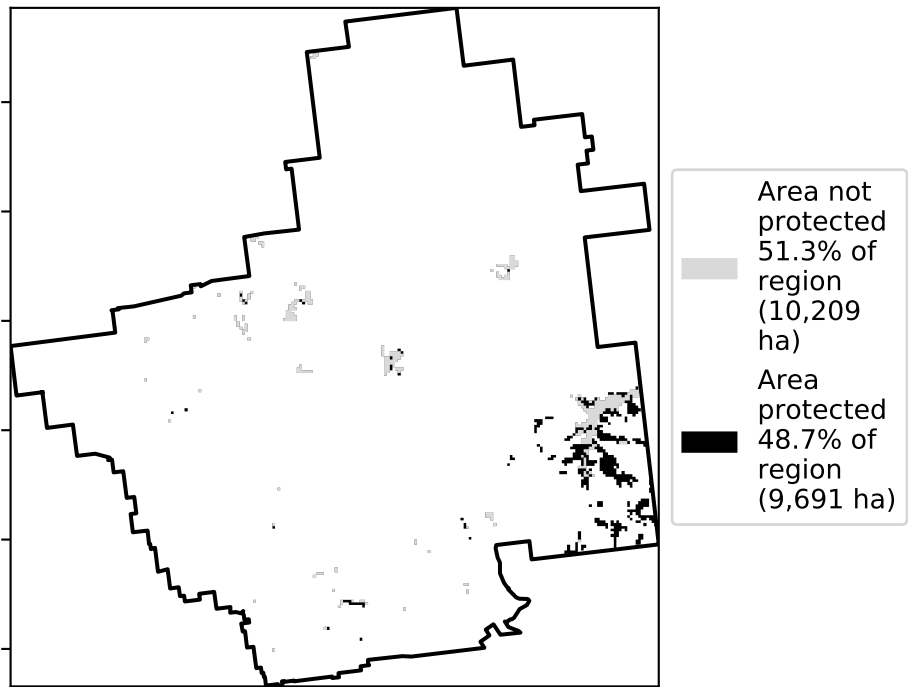 Area not
protected
51.3% of
region
(10,209
ha)
Area
protected
48.7% of
region
(9,691 ha)